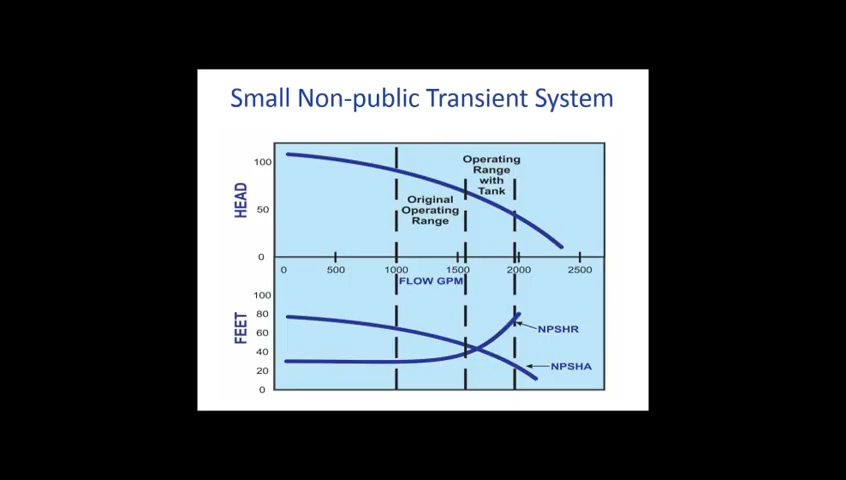 Small Non-public Transient System
Operating
Range
with
Tank
Original
Operating
Range
HEAD
100
50
0
0
500
1000
1500
2000
2500
FLOW GPM
FEET
100
80
60
40
20
0
NPSHR
NPSHA